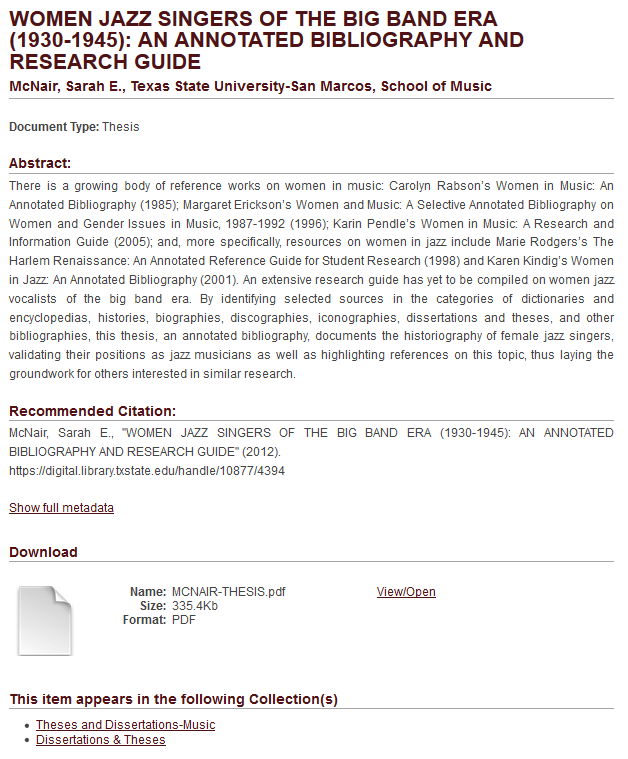 WOMEN JAZZ SINGERS OF THE BIG BAND ERA
(1930-1945): AN ANNOTATED BIBLIOGRAPHY AND
RESEARCH GUIDE
McNair, Sarah E., Texas State University-San Marcos, School of Music
Document Type: Thesis
Abstract:
There is a growing body of reference works on women in music: Carolyn Rabson's Women in Music: An
Annotated Bibliography (1985); Margaret Erickson's Women and Music: A Selective Annotated Bibliography on
Women and Gender Issues in Music, 1987-1992 (1996); Karin Pendle's Women in Music: A Research and
Information Guide (2005); and, more specifically, resources on women in jazz include Marie Rodgers's The
Harlem Renaissance: An Annotated Reference Guide for Student Research (1998) and Karen Kindig's Women
in Jazz: An Annotated Bibliography (2001). An extensive research guide has yet to be compiled on women jazz
vocalists of the big band era. By identifying selected sources in the categories of dictionaries and
encyclopedias, histories, biographies, discographies, iconographies, dissertations and theses, and other
bibliographies, this thesis, an annotated bibliography, documents the historiography of female jazz singers,
validating their positions as jazz musicians as well as highlighting references on this topic, thus laying the
groundwork for others interested in similar research.
Recommended Citation:
McNair, Sarah E., "WOMEN JAZZ SINGERS OF THE BIG BAND ERA (1930-1945): AN ANNOTATED
BIBLIOGRAPHY AND RESEARCH GUIDE" (2012).
https://digital.library.txstate.edu/handle/10877/4394
Show full metadata
Download
Name: MCNAIR-THESIS.pdf View/Open
Size: 335.4Kb
Format: PDF
This item appears in the following Collection(s)
• Theses and Dissertations-Music
• Dissertations & Theses